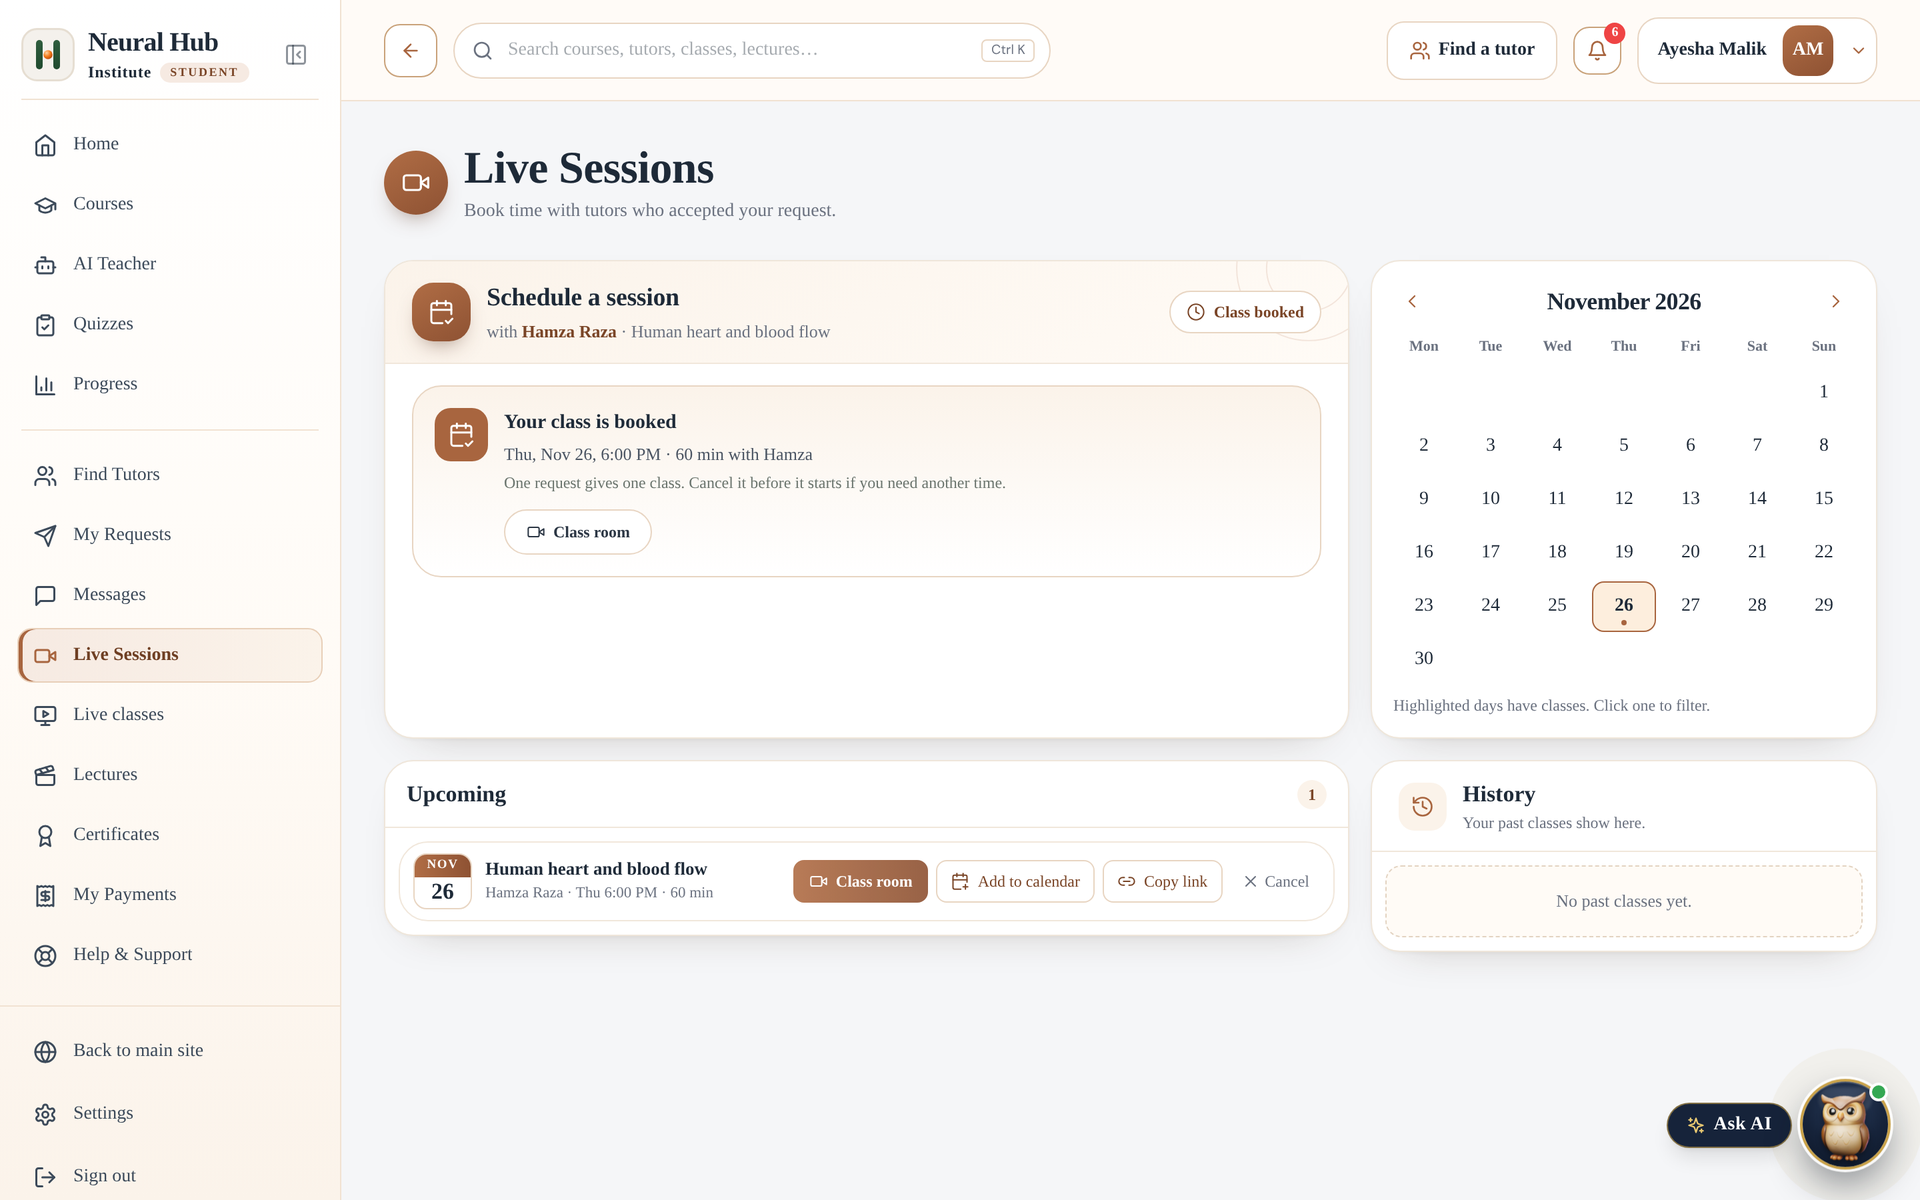 Neural Hub
Institute STUDENT
Home
Courses
AI Teacher
Quizzes
Progress
Find Tutors
My Requests
Messages
Live Sessions
Live classes
Lectures
Certificates
My Payments
Help & Support
Back to main site
Settings
Sign out
Search courses, tutors, classes, lectures… Ctrl K
Find a tutor
6
Ayesha Malik AM
Live Sessions
Book time with tutors who accepted your request.
Schedule a session
with Hamza Raza · Human heart and blood flow
Class booked
Your class is booked
Thu, Nov 26, 6:00 PM · 60 min with Hamza
One request gives one class. Cancel it before it starts if you need another time.
Class room
November 2026
Mon Tue Wed Thu Fri Sat Sun
1
2 3 4 5 6 7 8
9 10 11 12 13 14 15
16 17 18 19 20 21 22
23 24 25 26 27 28 29
30
Highlighted days have classes. Click one to filter.
Upcoming 1
NOV
26
Human heart and blood flow
Hamza Raza · Thu 6:00 PM · 60 min
Class room Add to calendar Copy link Cancel
History
Your past classes show here.
No past classes yet.
Ask AI